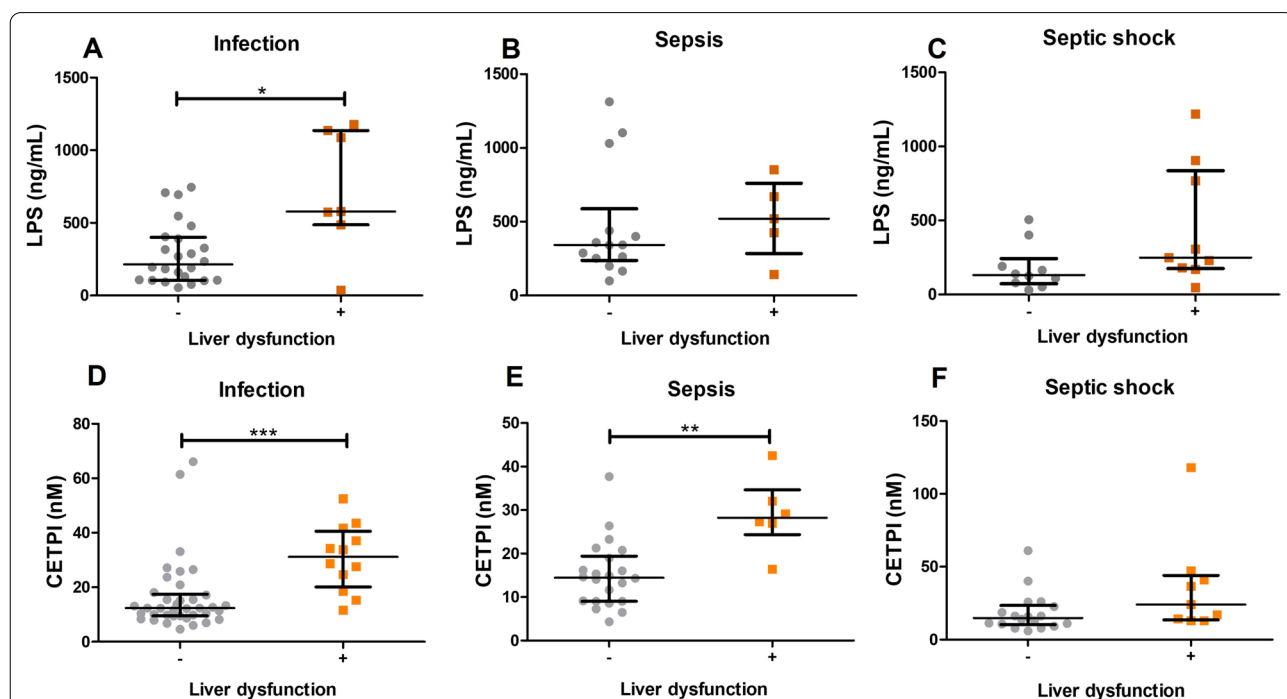 A
Infection
LPS (ng/mL)
1500
1000
500
0
*
-
+
Liver dysfunction
B
Sepsis
LPS (ng/mL)
1500
1000
500
0
-
+
Liver dysfunction
C
Septic shock
LPS (ng/mL)
1500
1000
500
0
-
+
Liver dysfunction
D
Infection
CETPI (nM)
80
60
40
20
0
***
-
+
Liver dysfunction
E
Sepsis
CETPI (nM)
50
40
30
20
10
0
**
-
+
Liver dysfunction
F
Septic shock
CETPI (nM)
150
100
50
0
-
+
Liver dysfunction